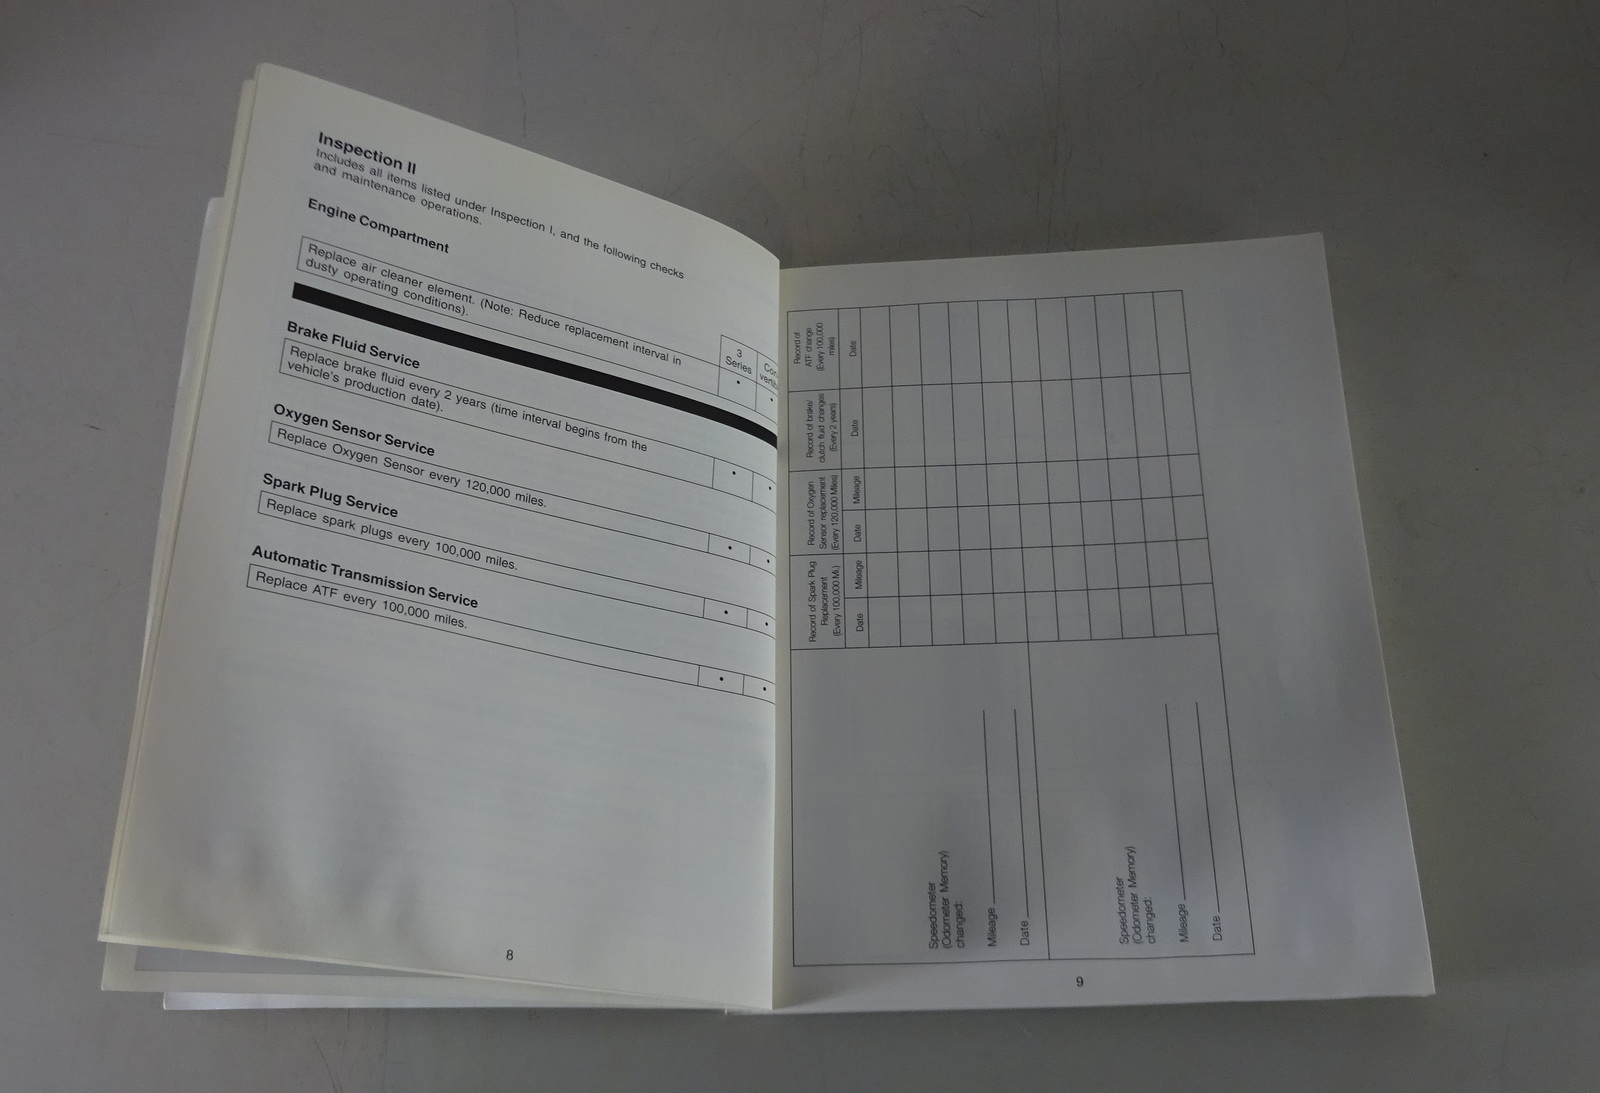 Inspection II
Includes all items listed under Inspection I, and the following checks
and maintenance operations.
Engine Compartment
3
Series
Replace air cleaner element. (Note: Reduce replacement interval in
dusty operating conditions).
Brake Fluid Service
Replace brake fluid every 2 years (time interval begins from the
vehicle's production date).
Oxygen Sensor Service
Replace Oxygen Sensor every 120,000 miles.
Spark Plug Service
Replace spark plugs every 100,000 miles.
Automatic Transmission Service
Replace ATF every 100,000 miles.
8
Record of Spark Plug
Replacement
(Every 100,000 Mi.)
Date
Mileage
Record of Oxygen
Sensor replacement
(Every 120,000 Miles)
Date
Mileage
Record of brake/
clutch fluid changes
(Every 2 years)
Date
Record of
ATF change
(Every 100,000
miles)
Date
Speedometer
(Odometer Memory)
changed:
Mileage
Date
Speedometer
(Odometer Memory)
changed:
Mileage
Date
9